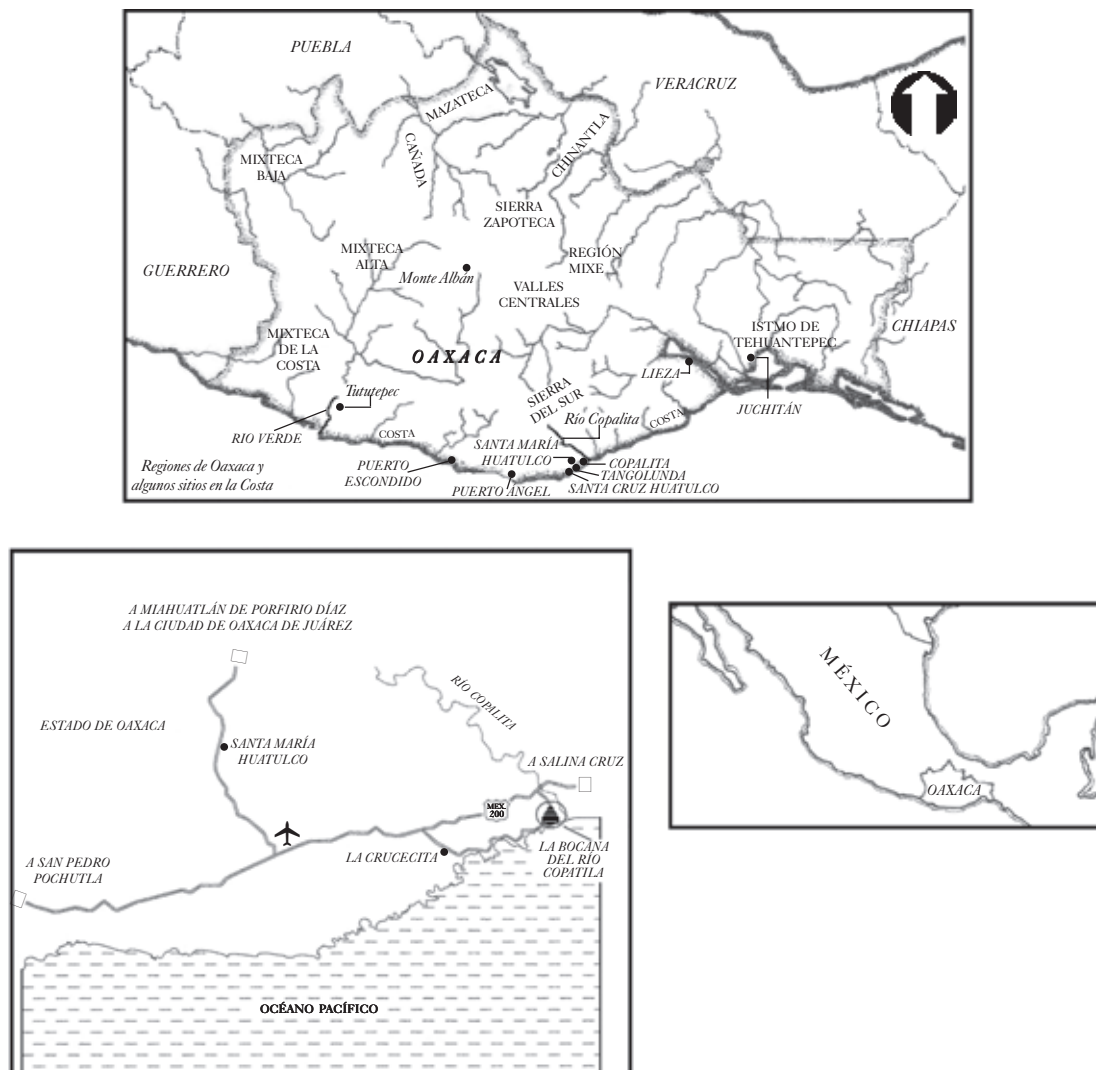 PUEBLA
VERACRUZ
MAZATECA
CAÑADA
CHINANTLA
MIXTECA
BAJA
SIERRA
ZAPOTECA
MIXTECA
ALTA
REGIÓN
MIXE
GUERRERO
Monte Albán
VALLES
CENTRALES
CHIAPAS
ISTMO DE
TEHUANTEPEC
MIXTECA
DE LA
COSTA
OAXACA
LIEZA
SIERRA
DEL SUR
Tututepec
JUCHITÁN
Río Copalita
COSTA
RIO VERDE
COSTA
SANTA MARÍA
HUATULCO
COPALITA
TANGOLUNDA
SANTA CRUZ HUATULCO
PUERTO
ESCONDIDO
PUERTO ANGEL
Regiones de Oaxaca y
algunos sitios en la Costa
A MIAHUATLÁN DE PORFIRIO DÍAZ
A LA CIUDAD DE OAXACA DE JUÁREZ
RÍO COPALITA
ESTADO DE OAXACA
SANTA MARÍA
HUATULCO
A SALINA CRUZ
MEX.
200
LA CRUCECITA
LA BOCANA
DEL RÍO
COPATILA
A SAN PEDRO
POCHUTLA
OCÉANO PACÍFICO
MÉXICO
OAXACA